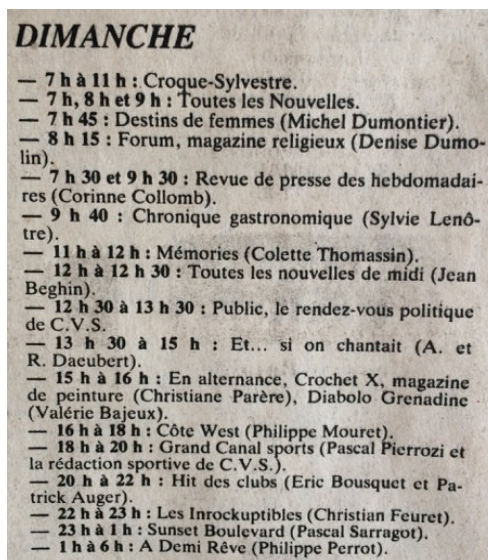 DIMANCHE
— 7 h à 11 h : Croque-Sylvestre.
— 7 h, 8 h et 9 h : Toutes les Nouvelles.
— 7 h 45 : Destins de femmes (Michel Dumontier).
— 8 h 15 : Forum, magazine religieux (Denise Dumo-
lin).
— 7 h 30 et 9 h 30 : Revue de presse des hebdomadai-
res (Corinne Collomb).
— 9 h 40 : Chronique gastronomique (Sylvie Lenô-
tre).
— 11 h à 12 h : Mémories (Colette Thomassin).
— 12 h à 12 h 30 : Toutes les nouvelles de midi (Jean
Beghin).
— 12 h 30 à 13 h 30 : Public, le rendez-vous politique
de C.V.S.
— 13 h 30 à 15 h : Et... si on chantait (A. et
R. Daeubert).
— 15 h à 16 h : En alternance, Crochet X, magazine
de peinture (Christiane Parère), Diabolo Grenadine
(Valérie Bajeux).
— 16 h à 18 h : Côte West (Philippe Mouret).
— 18 h à 20 h : Grand Canal sports (Pascal Pierrozi et
la rédaction sportive de C.V.S.).
— 20 h à 22 h : Hit des clubs (Eric Bousquet et Pa-
trick Auger).
— 22 h à 23 h : Les Inrockuptibles (Christian Feuret).
— 23 h à 1 h : Sunset Boulevard (Pascal Sarragot).
— 1 h à 6 h : A Demi Rêve (Philippe Perrot).